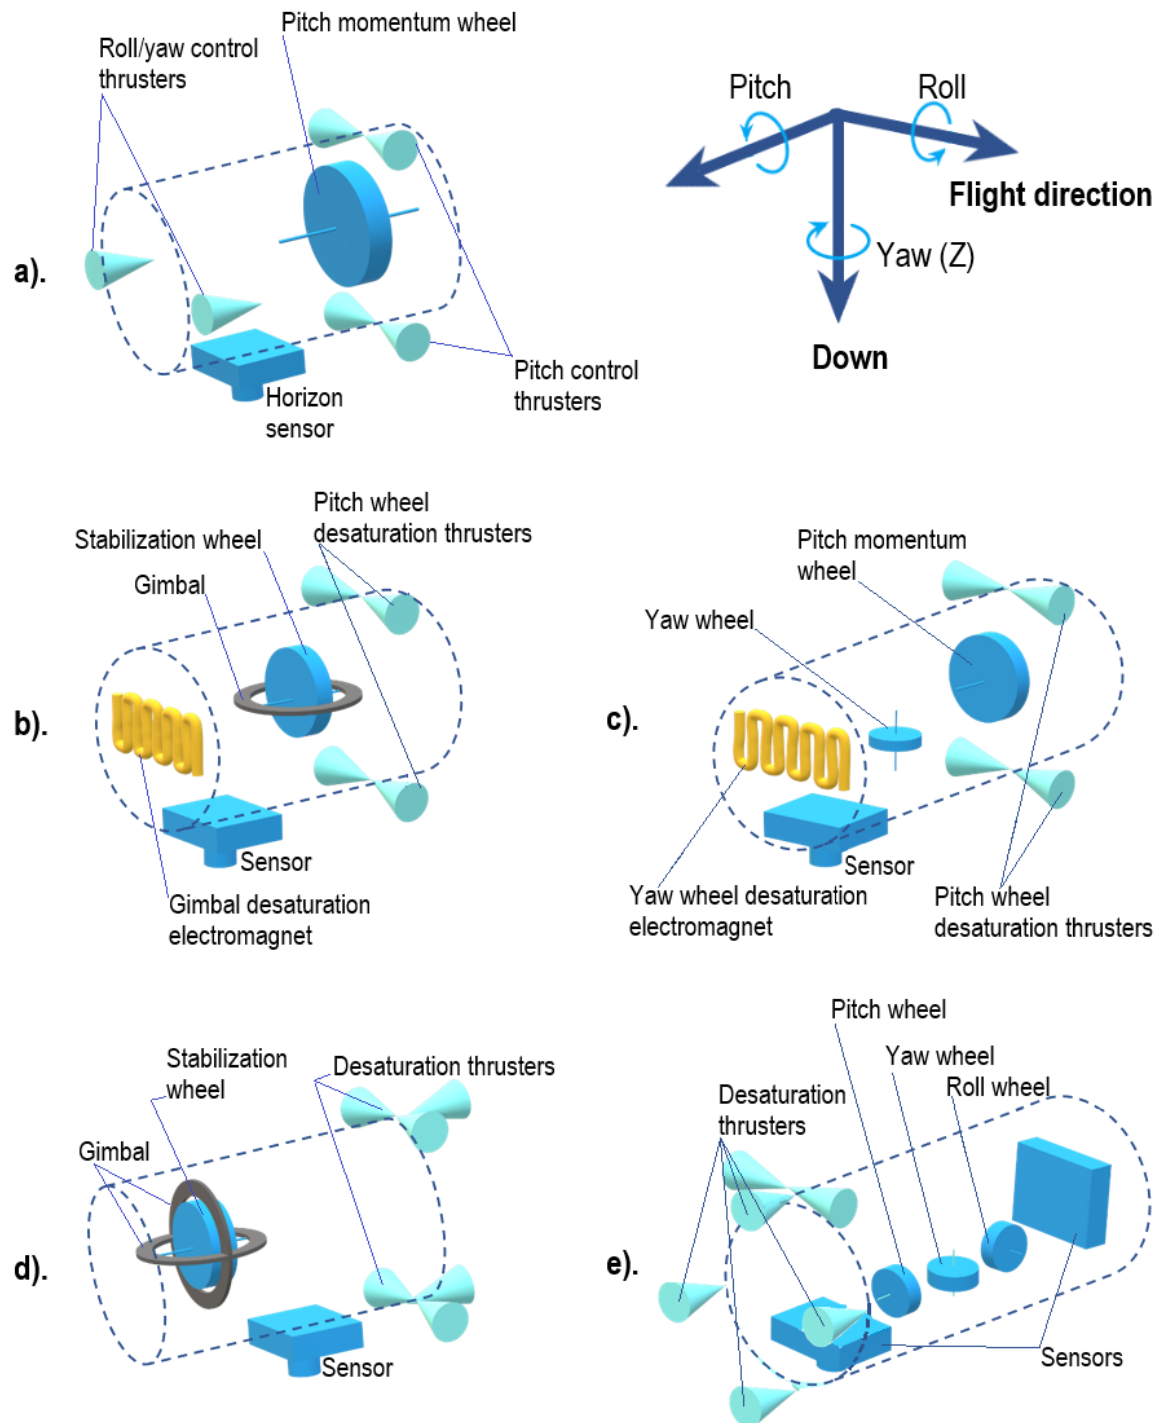 Pitch momentum wheel
Roll/yaw control
thrusters
a).
Horizon
sensor
Pitch control
thrusters
Pitch
Roll
Flight direction
Yaw (Z)
Down
Pitch wheel
desaturation thrusters
Stabilization wheel
Gimbal
b).
Sensor
Gimbal desaturation
electromagnet
Pitch momentum
wheel
Yaw wheel
c).
Sensor
Yaw wheel desaturation
electromagnet
Pitch wheel
desaturation thrusters
Stabilization
wheel
Desaturation thrusters
Gimbal
d).
Sensor
Pitch wheel
Yaw wheel
Roll wheel
Desaturation
thrusters
e).
Sensors